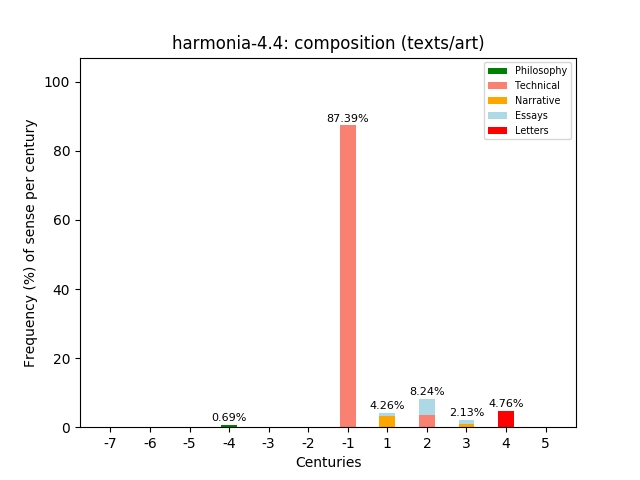 harmonia-4.4: composition (texts/art)
Frequency (%) of sense per century
100
80
60
40
20
0
Philosophy
Technical
Narrative
Essays
Letters
0.69%
87.39%
4.26%
8.24%
2.13%
4.76%
-7 -6 -5 -4 -3 -2 -1 1 2 3 4 5
Centuries